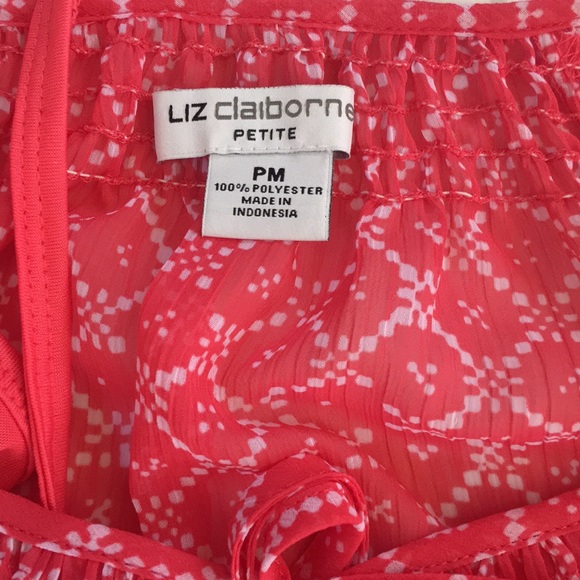 LIZ claiborne
PETITE
PM
100% POLYESTER
MADE IN
INDONESIA